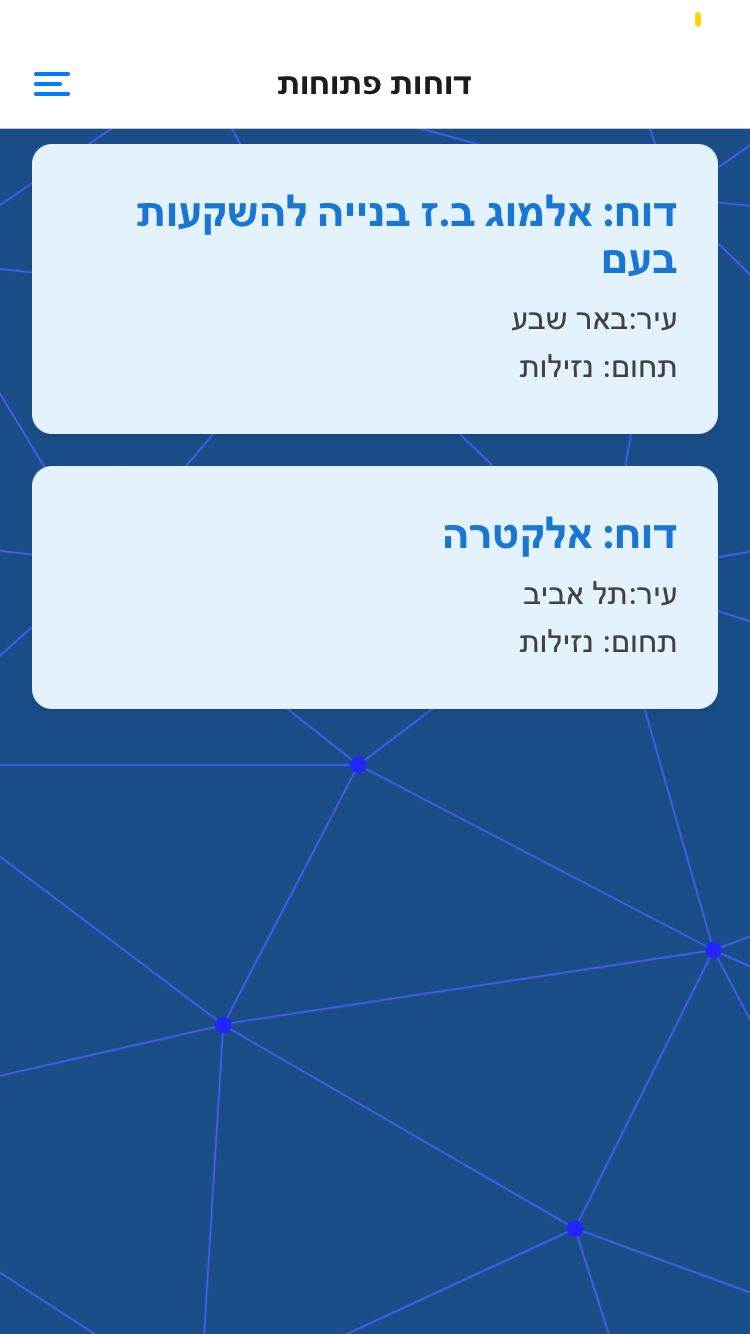 דוחות פתוחות
דוח: אלמוג ב.ז בנייה להשקעות
בעם
עיר:באר שבע
תחום: נזילות
דוח: אלקטרה
עיר:תל אביב
תחום: נזילות